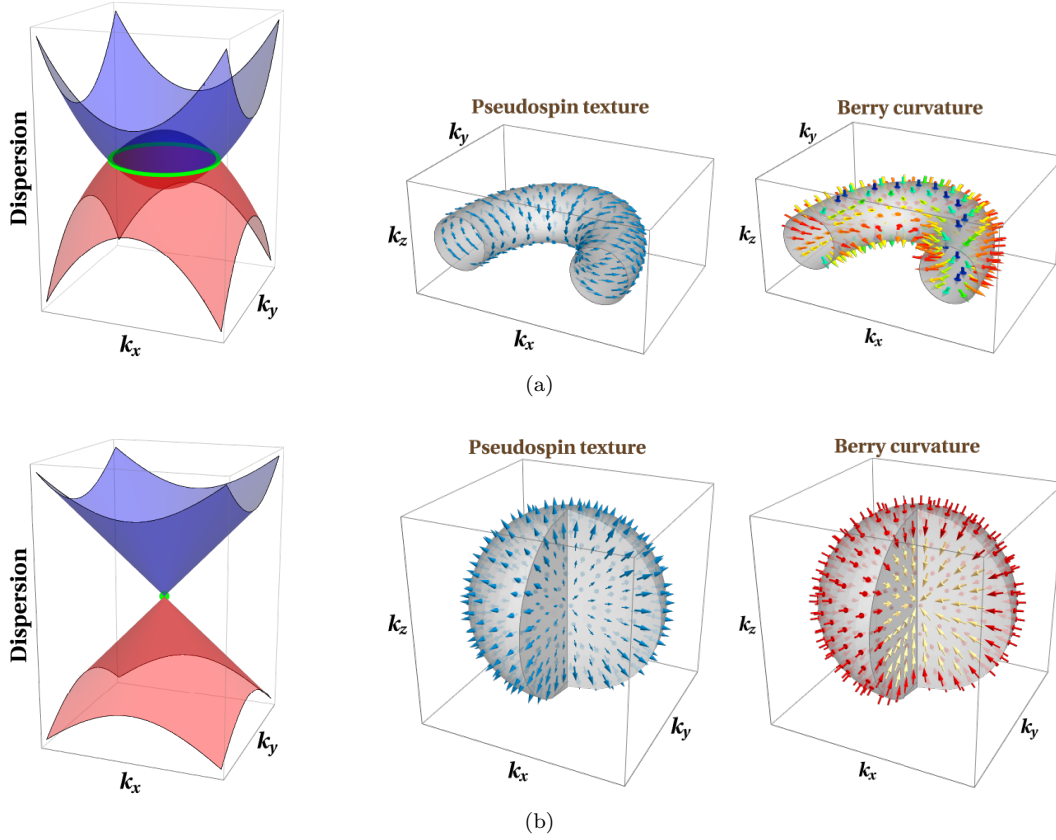 Dispersion
k_x
k_y
Pseudospin texture
k_y
k_z
k_x
Berry curvature
k_y
k_z
k_x
(a)
Dispersion
k_x
k_y
Pseudospin texture
k_z
k_x
k_y
Berry curvature
k_z
k_x
k_y
(b)